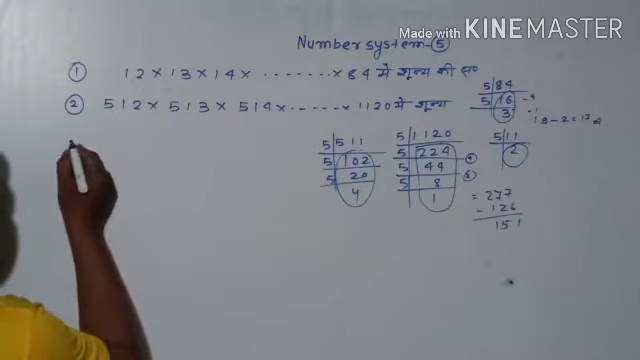 Made with KINEMASTER
Number system-⑤
① 12 × 13 × 14 × ....... × 84 में शून्य की सं०
② 512 × 513 × 514 × ...... × 1120 में शून्य
5 | 84
5 | 16
3
5 | 511
5 | 102
5 | 20
4
5 | 1120
5 | 224
5 | 44
5 | 8
1
5 | 11
2
= 277
- 126
151